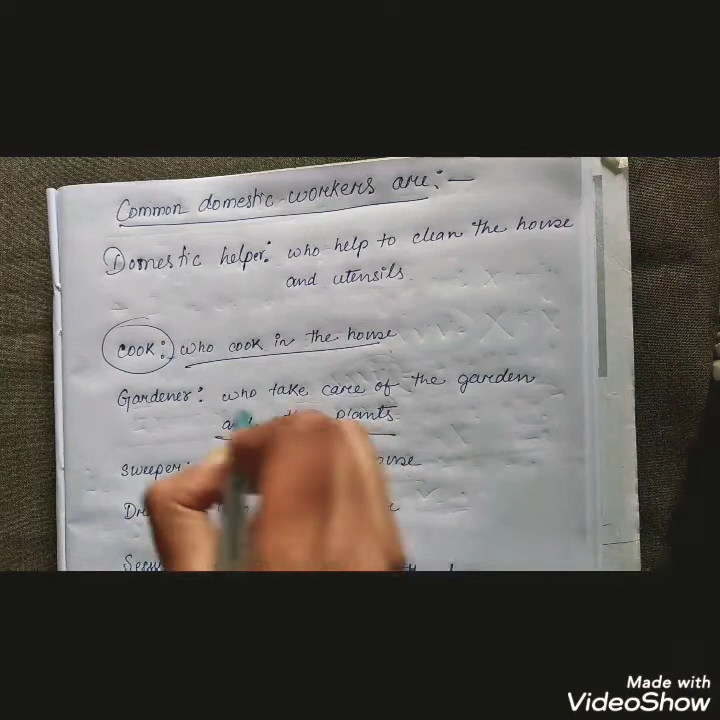 Common domestic workers are:—
Domestic helper: who help to clean the house
and utensils.
COOK: who cook in the house
Gardener: who take care of the garden
plants.
Sweeper: house
Made with
VideoShow